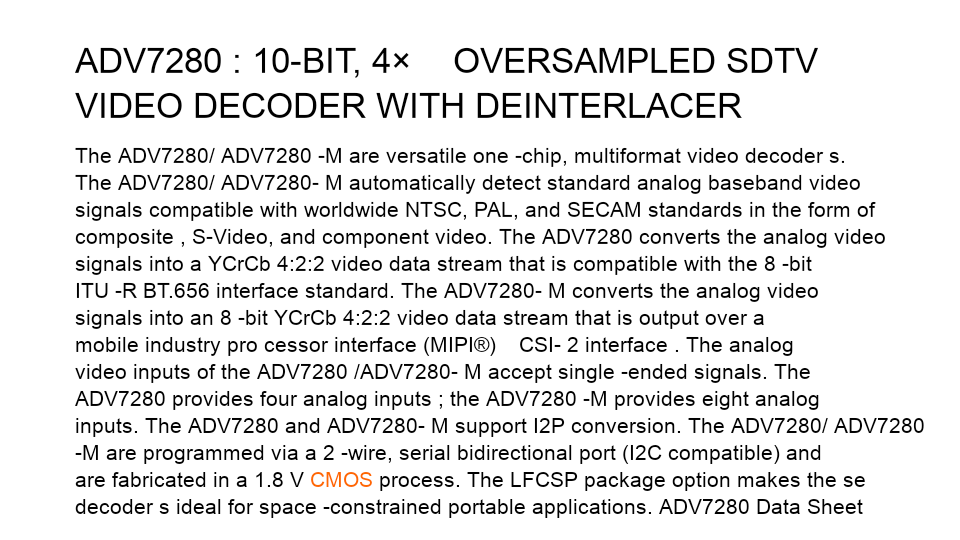 ADV7280 : 10-BIT, 4× OVERSAMPLED SDTV
VIDEO DECODER WITH DEINTERLACER
The ADV7280/ ADV7280 -M are versatile one -chip, multiformat video decoder s.
The ADV7280/ ADV7280- M automatically detect standard analog baseband video
signals compatible with worldwide NTSC, PAL, and SECAM standards in the form of
composite , S-Video, and component video. The ADV7280 converts the analog video
signals into a YCrCb 4:2:2 video data stream that is compatible with the 8 -bit
ITU -R BT.656 interface standard. The ADV7280- M converts the analog video
signals into an 8 -bit YCrCb 4:2:2 video data stream that is output over a
mobile industry pro cessor interface (MIPI®) CSI- 2 interface . The analog
video inputs of the ADV7280 /ADV7280- M accept single -ended signals. The
ADV7280 provides four analog inputs ; the ADV7280 -M provides eight analog
inputs. The ADV7280 and ADV7280- M support I2P conversion. The ADV7280/ ADV7280
-M are programmed via a 2 -wire, serial bidirectional port (I2C compatible) and
are fabricated in a 1.8 V CMOS process. The LFCSP package option makes the se
decoder s ideal for space -constrained portable applications. ADV7280 Data Sheet